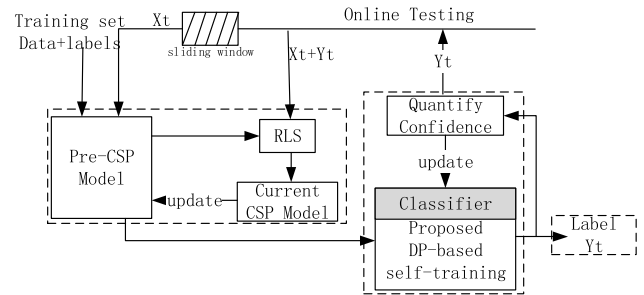 Training set
Data+labels
Xt
sliding window
Online Testing
Xt+Yt
Yt
Quantify
Confidence
update
Pre-CSP
Model
RLS
update
Current
CSP Model
Classifier
Proposed
DP-based
self-training
Label
Yt